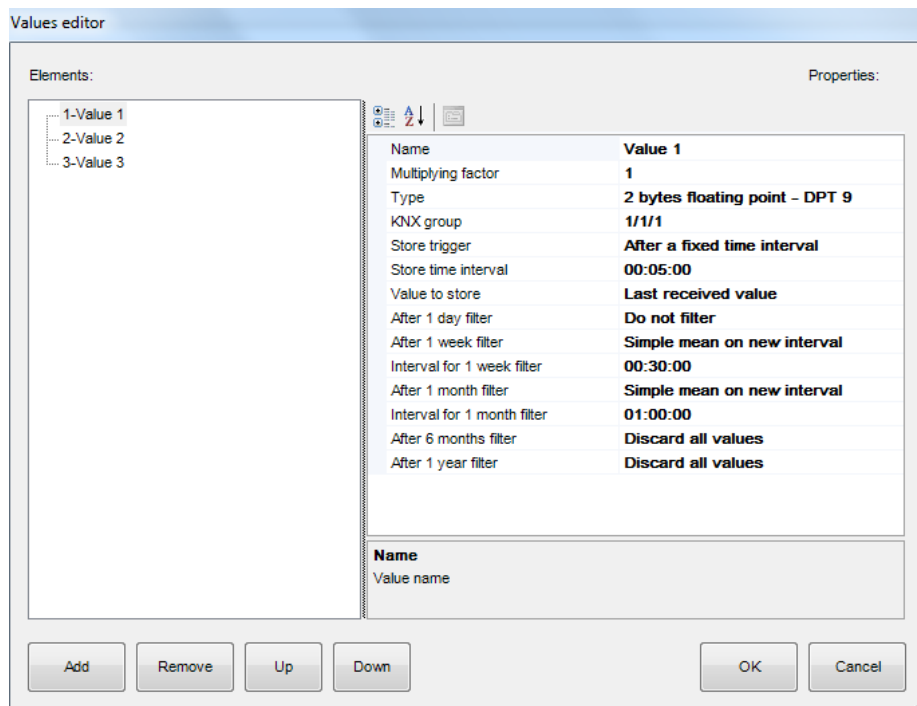 Values editor
Elements: Properties:
1-Value 1
2-Value 2
3-Value 3
Name Value 1
Multiplying factor 1
Type 2 bytes floating point – DPT 9
KNX group 1/1/1
Store trigger After a fixed time interval
Store time interval 00:05:00
Value to store Last received value
After 1 day filter Do not filter
After 1 week filter Simple mean on new interval
Interval for 1 week filter 00:30:00
After 1 month filter Simple mean on new interval
Interval for 1 month filter 01:00:00
After 6 months filter Discard all values
After 1 year filter Discard all values
Name
Value name
Add Remove Up Down OK Cancel